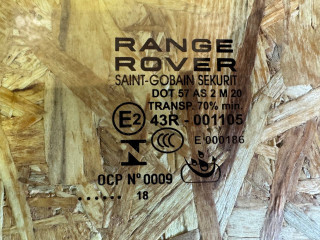 RANGE
ROVER
SAINT-GOBAIN SEKURIT
DOT 57 AS 2 M 20
TRANSP. 70% min.
E2 43R - 001105
CCC E 000186
OCP Nº 0009
...... 18